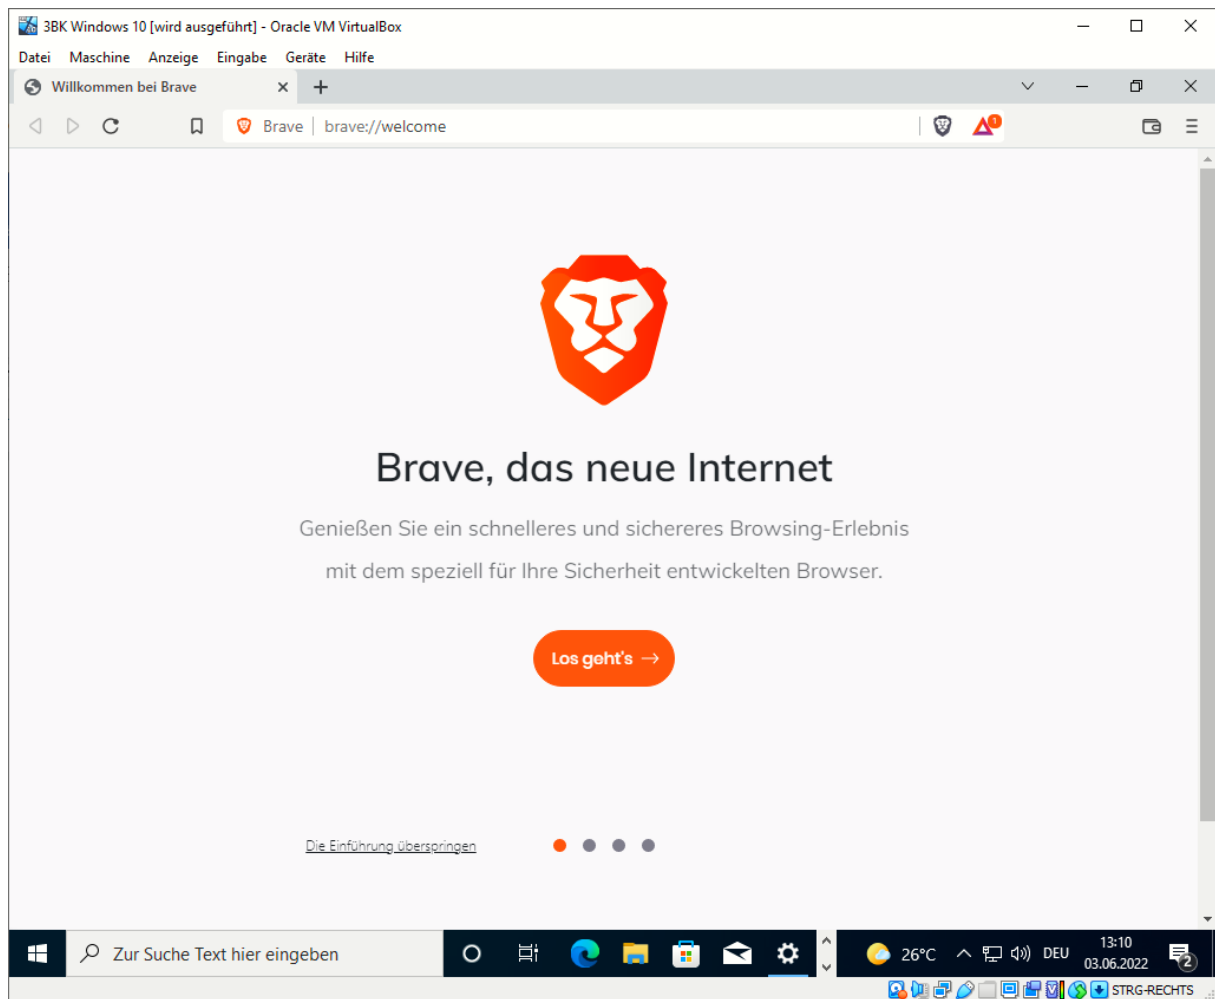 3BK Windows 10 [wird ausgeführt] - Oracle VM VirtualBox
Datei Maschine Anzeige Eingabe Geräte Hilfe
Willkommen bei Brave
Brave | brave://welcome
1
Brave, das neue Internet
Genießen Sie ein schnelleres und sichereres Browsing-Erlebnis
mit dem speziell für Ihre Sicherheit entwickelten Browser.
Los geht's →
Die Einführung überspringen
Zur Suche Text hier eingeben
26°C
DEU
13:10
03.06.2022
2
STRG-RECHTS